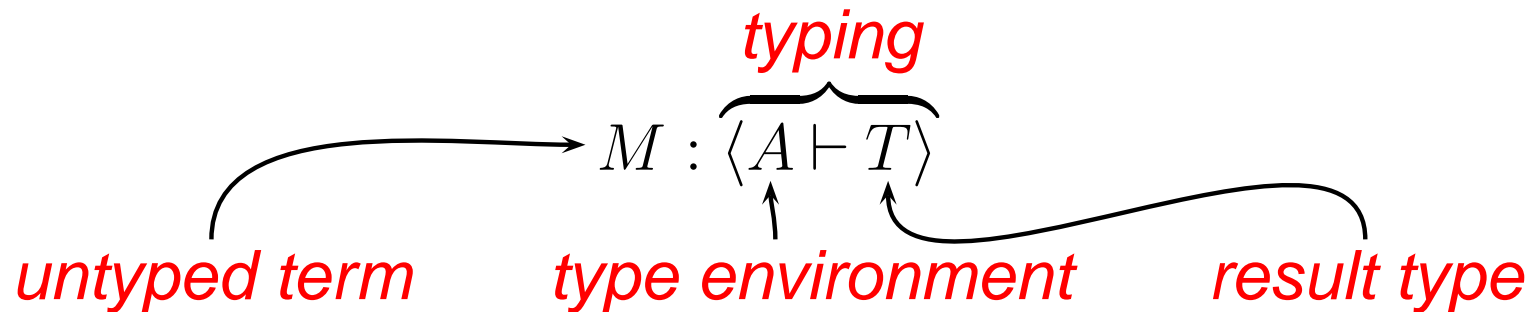 typing
M : ⟨A ⊢ T⟩
untyped term type environment result type